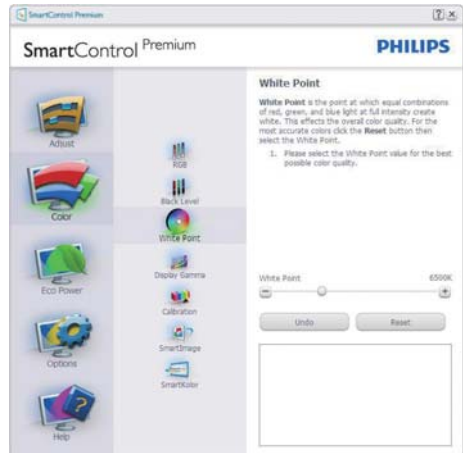 SmartControl Premium
SmartControl Premium
PHILIPS
Adjust
Color
Eco Power
Options
Help
RGB
Black Level
White Point
Display Gamma
Calibration
SmartImage
SmartKolor
White Point
White Point is the point at which equal combinations
of red, green, and blue light at full intensity create
white. This effects the overall color quality. For the
most accurate colors click the Reset button then
select the White Point.
1. Please select the White Point value for the best
possible color quality.
White Point 6500K
Undo Reset